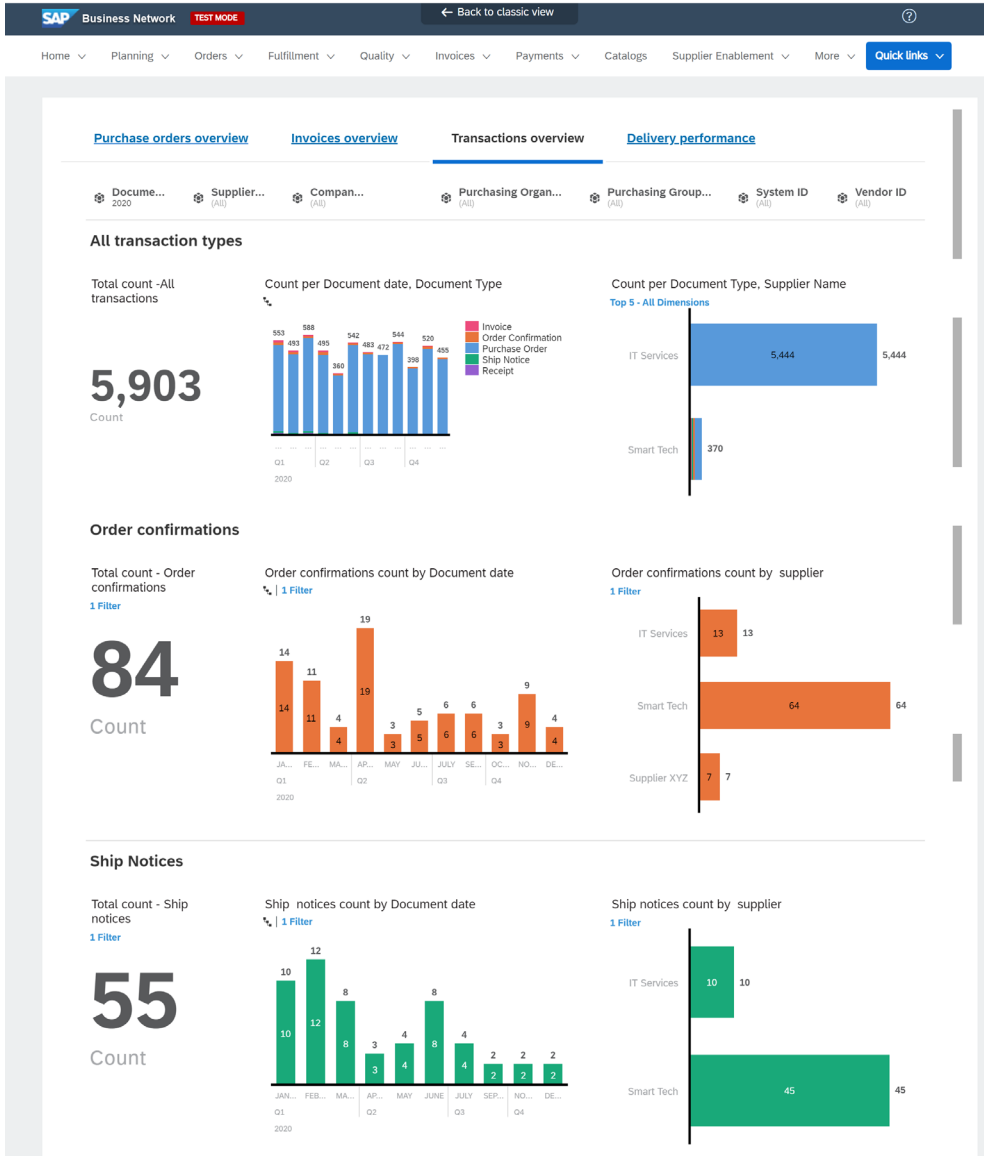 SAP Business Network TEST MODE ← Back to classic view ?
Home Planning Orders Fulfillment Quality Invoices Payments Catalogs Supplier Enablement More Quick links
Purchase orders overview Invoices overview Transactions overview Delivery performance
Docume... Supplier... Compan... Purchasing Organ... Purchasing Group... System ID Vendor ID
2020 (All) (All) (All) (All) (All) (All)
All transaction types
Total count -All
transactions
5,903
Count
Count per Document date, Document Type
553 493 588 495 360 542 483 472 544 398 520 455
Invoice
Order Confirmation
Purchase Order
Ship Notice
Receipt
... ... ... ... ... ... ... ... ... ... ... ...
Q1 Q2 Q3 Q4
2020
Count per Document Type, Supplier Name
Top 5 - All Dimensions
IT Services 5,444 5,444
Smart Tech 370
Order confirmations
Total count - Order
confirmations
1 Filter
84
Count
Order confirmations count by Document date
1 Filter
14 11 4 19 3 5 6 6 3 9 4
14 11 4 19 3 5 6 6 3 9 4
JA... FE... MA... AP... MAY JU... JULY SE... OC... NO... DE...
Q1 Q2 Q3 Q4
2020
Order confirmations count by supplier
1 Filter
IT Services 13 13
Smart Tech 64 64
Supplier XYZ 7 7
Ship Notices
Total count - Ship
notices
1 Filter
55
Count
Ship notices count by Document date
1 Filter
10 12 8 3 4 8 4 2 2 2
10 12 8 3 4 8 4 2 2 2
JAN... FEB... MA... AP... MAY JUNE JULY SEP... NO... DE...
Q1 Q2 Q3 Q4
2020
Ship notices count by supplier
1 Filter
IT Services 10 10
Smart Tech 45 45